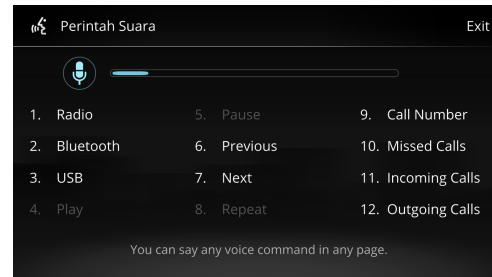 Perintah Suara
Exit
1. Radio
2. Bluetooth
3. USB
4. Play
5. Pause
6. Previous
7. Next
8. Repeat
9. Call Number
10. Missed Calls
11. Incoming Calls
12. Outgoing Calls
You can say any voice command in any page.